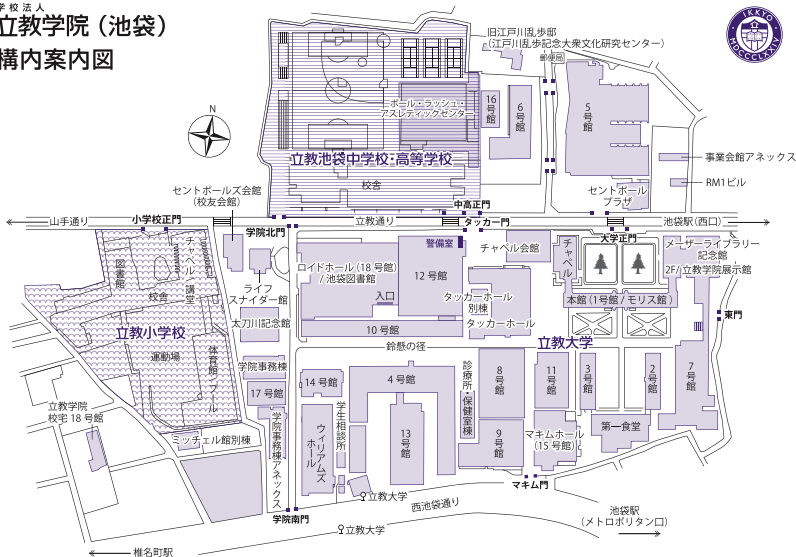 学校法人
立教学院（池袋）
構内案内図
IKKYO
MDCCCLXXIV
旧江戸川乱歩邸
（江戸川乱歩記念大衆文化研究センター）
郵便局
N
ポール・ラッシュ・
アスレティックセンター
16号館
6号館
5号館
立教池袋中学校・高等学校
校舎
事業会館アネックス
RM1ビル
セントポールズ会館
（校友会）
中高正門
セントポール
プラザ
山手通り
小学校正門
学院北門
立教通り
タッカー門
大学正門
池袋駅（西口）
図書館
チャペル
講堂
校舎
立教小学校
運動場
体育館・プール
ライフ
スナイダー館
太刀川記念館
ロイドホール（18号館）
/池袋図書館
入口
12号館
警備室
10号館
チャペル会館
チャペル
タッカーホール
別棟
タッカーホール
メーザーライブラリー
記念館
2F/立教学院展示館
本館（1号館/モリス館）
東門
鈴懸の径
立教大学
学院事務棟
17号館
学院事務棟アネックス
14号館
4号館
ウィリアムズ
ホール
学生相談所
13号館
診療所・保健室棟
8号館
9号館
11号館
3号館
2号館
7号館
マキムホール
（15号館）
第一食堂
立教学院
校宅18号館
ミッチェル館別棟
学院南門
立教大学
西池袋通り
マキム門
立教大学
池袋駅
（メトロポリタン口）
椎名町駅